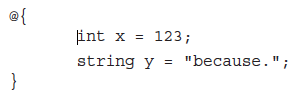 @{
int x = 123;
string y = "because.";
}